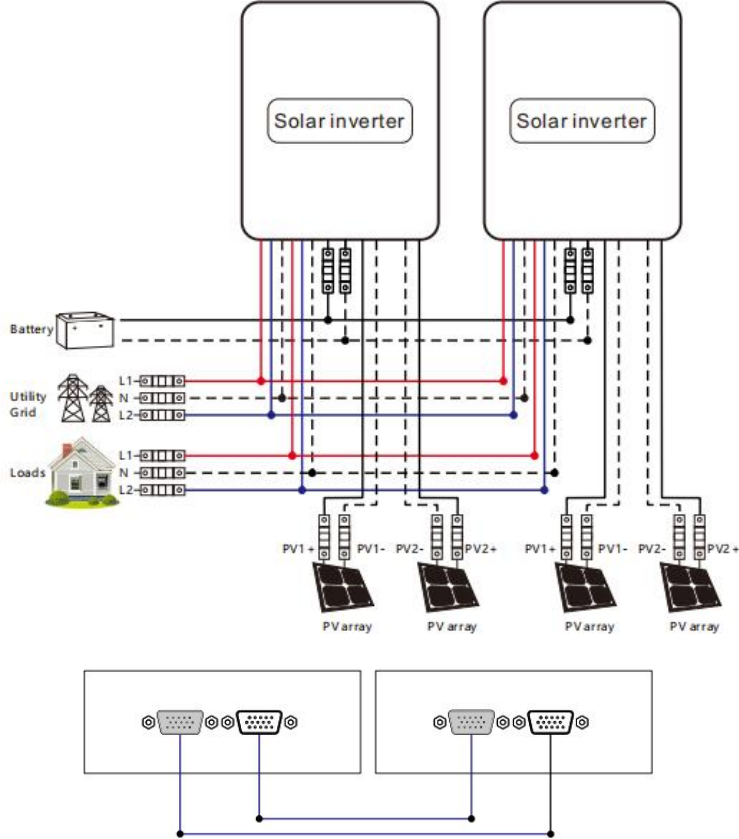 Solar inverter
Solar inverter
Battery
Utility
Grid
L1
N
L2
Loads
L1
N
L2
PV1+
PV1-
PV2-
PV2+
PV1+
PV1-
PV2-
PV2+
PV array
PV array
PV array
PV array